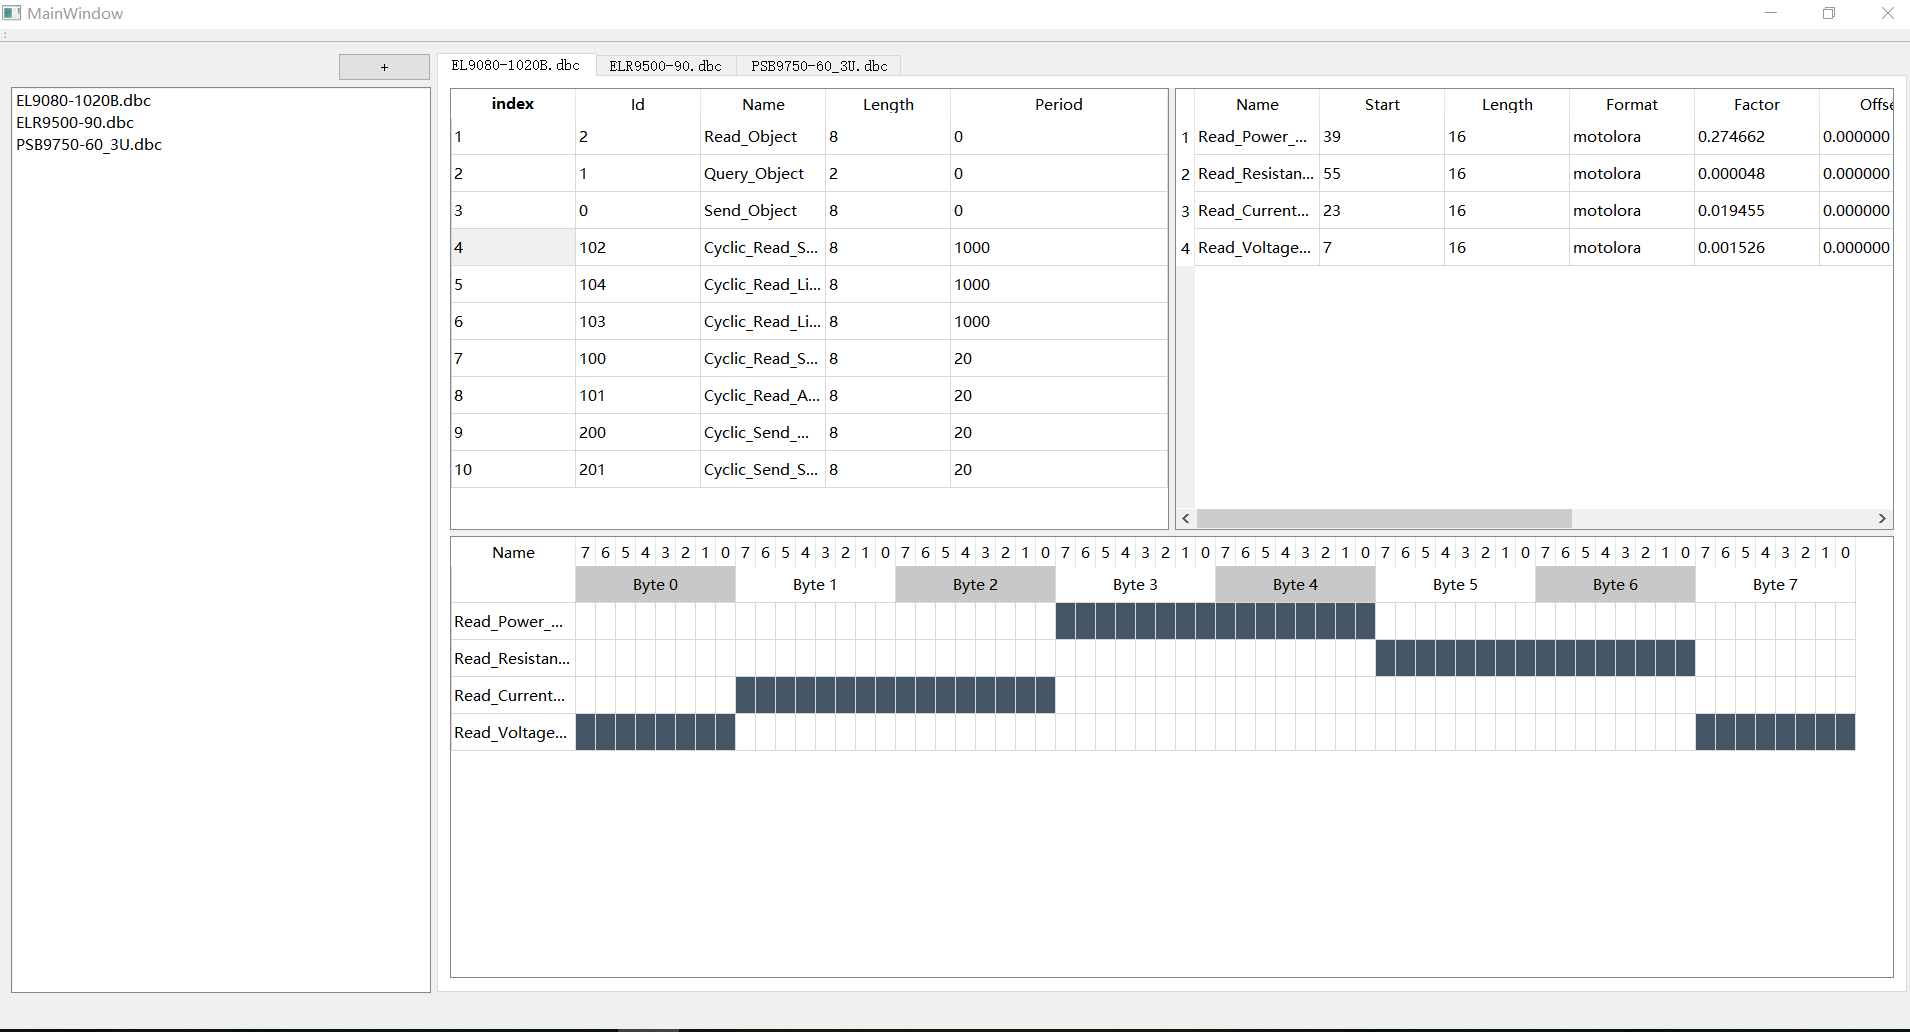 MainWindow
+
EL9080-1020B.dbc
ELR9500-90.dbc
PSB9750-60_3U.dbc
EL9080-1020B.dbc ELR9500-90.dbc PSB9750-60_3U.dbc
index Id Name Length Period
1 2 Read_Object 8 0
2 1 Query_Object 2 0
3 0 Send_Object 8 0
4 102 Cyclic_Read_S... 8 1000
5 104 Cyclic_Read_Li... 8 1000
6 103 Cyclic_Read_Li... 8 1000
7 100 Cyclic_Read_S... 8 20
8 101 Cyclic_Read_A... 8 20
9 200 Cyclic_Send_... 8 20
10 201 Cyclic_Send_S... 8 20
Name Start Length Format Factor Offse
1 Read_Power_... 39 16 motolora 0.274662 0.000000
2 Read_Resistan... 55 16 motolora 0.000048 0.000000
3 Read_Current... 23 16 motolora 0.019455 0.000000
4 Read_Voltage... 7 16 motolora 0.001526 0.000000
Name 7 6 5 4 3 2 1 0 7 6 5 4 3 2 1 0 7 6 5 4 3 2 1 0 7 6 5 4 3 2 1 0 7 6 5 4 3 2 1 0 7 6 5 4 3 2 1 0 7 6 5 4 3 2 1 0 7 6 5 4 3 2 1 0
Byte 0 Byte 1 Byte 2 Byte 3 Byte 4 Byte 5 Byte 6 Byte 7
Read_Power_...
Read_Resistan...
Read_Current...
Read_Voltage...